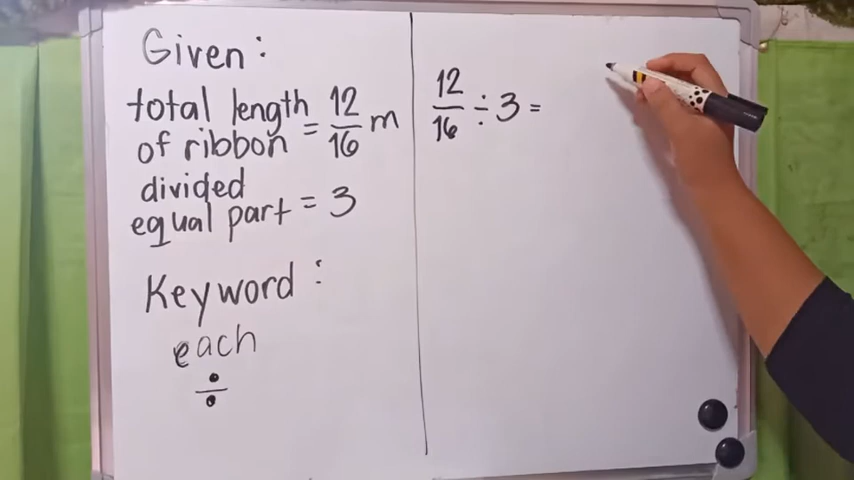 Given:
total length of ribbon = 12/16 m
divided equal part = 3
Keyword:
each
÷
12/16 ÷ 3 =